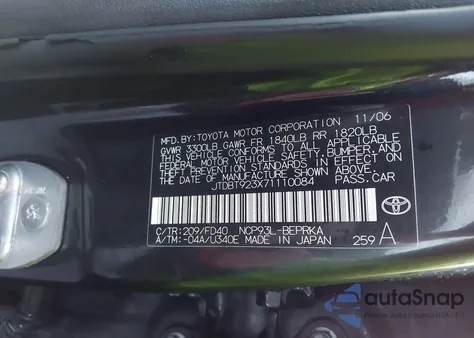 MFD.BY:TOYOTA MOTOR CORPORATION 11/06
GVWR 3300LB GAWR FR 1840LB RR 1820LB
THIS VEHICLE CONFORMS TO ALL APPLICABLE
FEDERAL MOTOR VEHICLE SAFETY, BUMPER, AND
THEFT PREVENTION STANDARDS IN EFFECT ON
THE DATE OF MANUFACTURE SHOWN ABOVE.
JTDBT923X71110084 PASS.CAR
C/TR:209/FD40 NCP93L-BEPRKA
A/TM:-04A/U340E MADE IN JAPAN 259 A
autoSnap